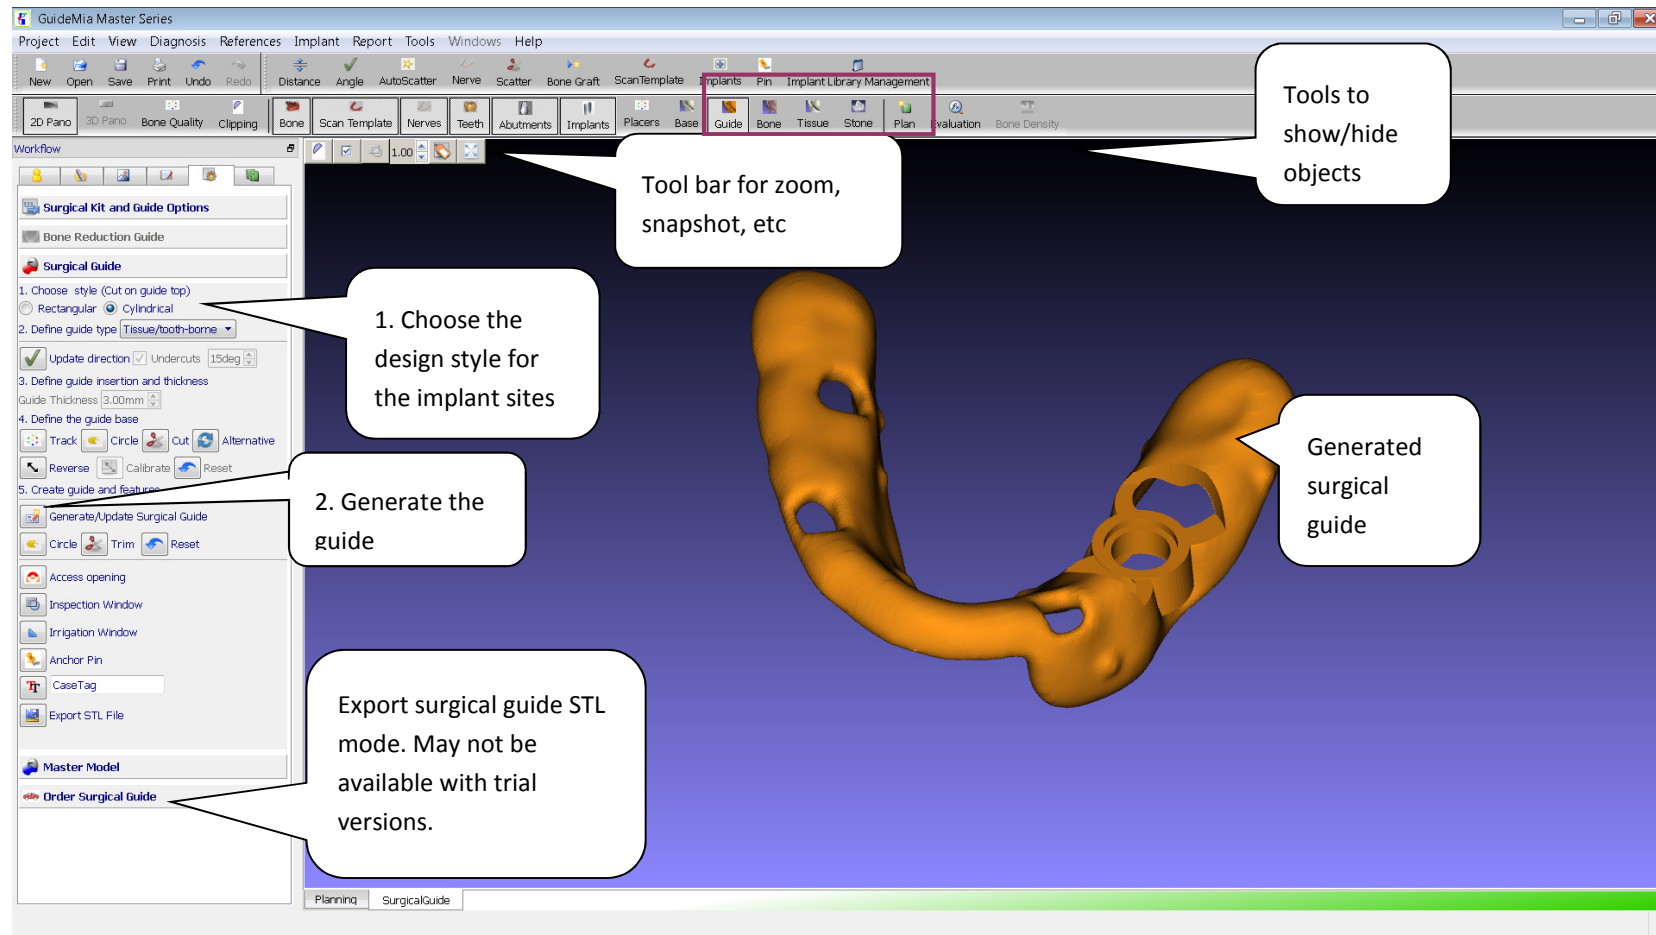 GuideMia Master Series
Project Edit View Diagnosis References Implant Report Tools Windows Help
New Open Save Print Undo Redo Distance Angle AutoScatter Nerve Scatter Bone Graft ScanTemplate Implants Pin Implant Library Management
2D Pano 3D Pano Bone Quality Clipping Bone Scan Template Nerves Teeth Abutments Implants Placers Base Guide Bone Tissue Stone Plan Evaluation Bone Density
Workflow
1.00
Surgical Kit and Guide Options
Bone Reduction Guide
Surgical Guide
1. Choose style (Cut on guide top)
Rectangular Cylindrical
2. Define guide type Tissue/tooth-borne
Update direction Undercuts 15deg
3. Define guide insertion and thickness
Guide Thickness 3.00mm
4. Define the guide base
Track Circle Cut Alternative
Reverse Calibrate Reset
5. Create guide and features
Generate/Update Surgical Guide
Circle Trim Reset
Access opening
Inspection Window
Irrigation Window
Anchor Pin
TT CaseTag
Export STL File
Master Model
Order Surgical Guide
Tools to
show/hide
objects
Tool bar for zoom,
snapshot, etc
1. Choose the
design style for
the implant sites
2. Generate the
guide
Generated
surgical
guide
Export surgical guide STL
mode. May not be
available with trial
versions.
Planning SurgicalGuide